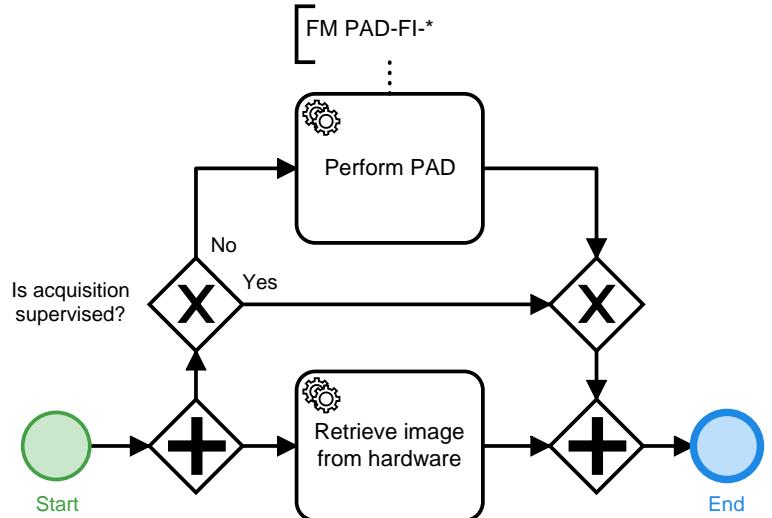 FM PAD-FI-*
Perform PAD
No
Yes
Is acquisition
supervised?
Retrieve image
from hardware
Start
End